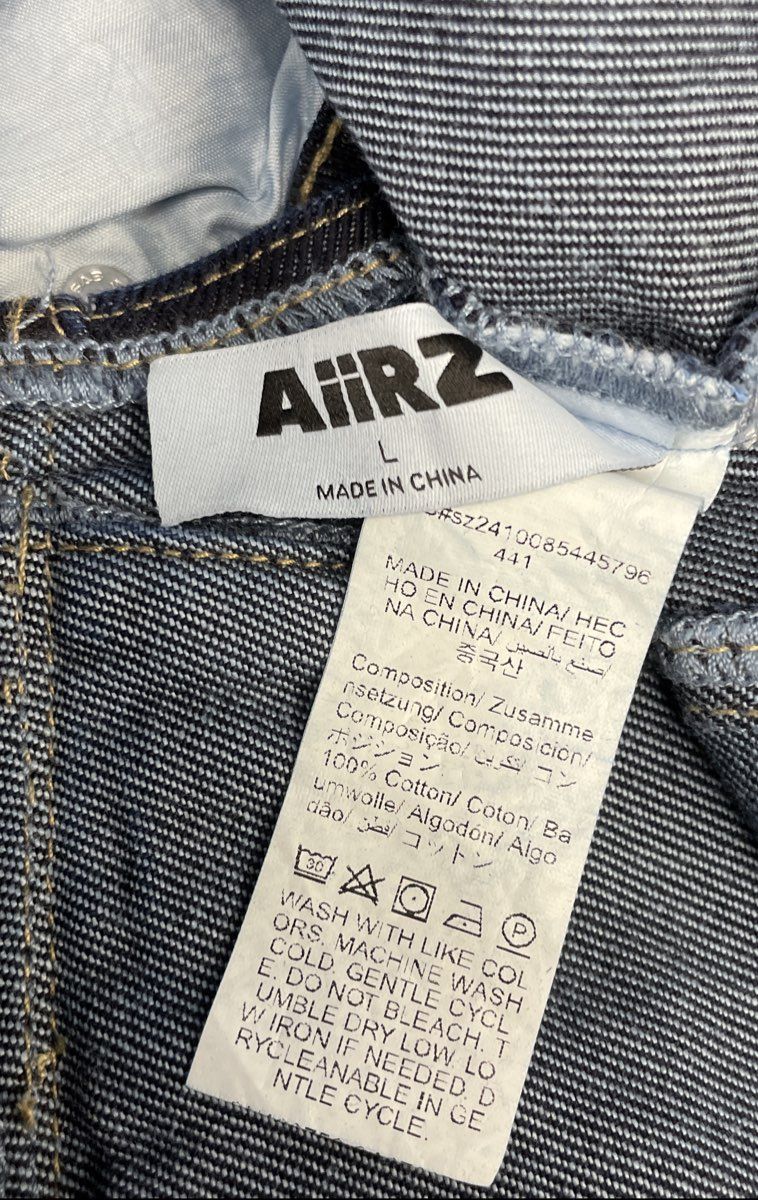 FAS
AiiRZ
L
MADE IN CHINA
#sz2410085445796
441
MADE IN CHINA/ HEC
HO EN CHINA/ FEITO
NA CHINA/ صنع بالصين/
중국산
Composition/ Zusamme
nsetzung/ Composición/
Composição/ コン
ポジション.
100% Cotton/ Coton/ Ba
umwolle/ Algodón/ Algo
dão/ قطن/ コットン
30
P
WASH WITH LIKE COL
ORS. MACHINE WASH
COLD. GENTLE CYCL
E. DO NOT BLEACH. T
UMBLE DRY LOW. LO
W IRON IF NEEDED. D
RYCLEANABLE IN GE
NTLE CYCLE.